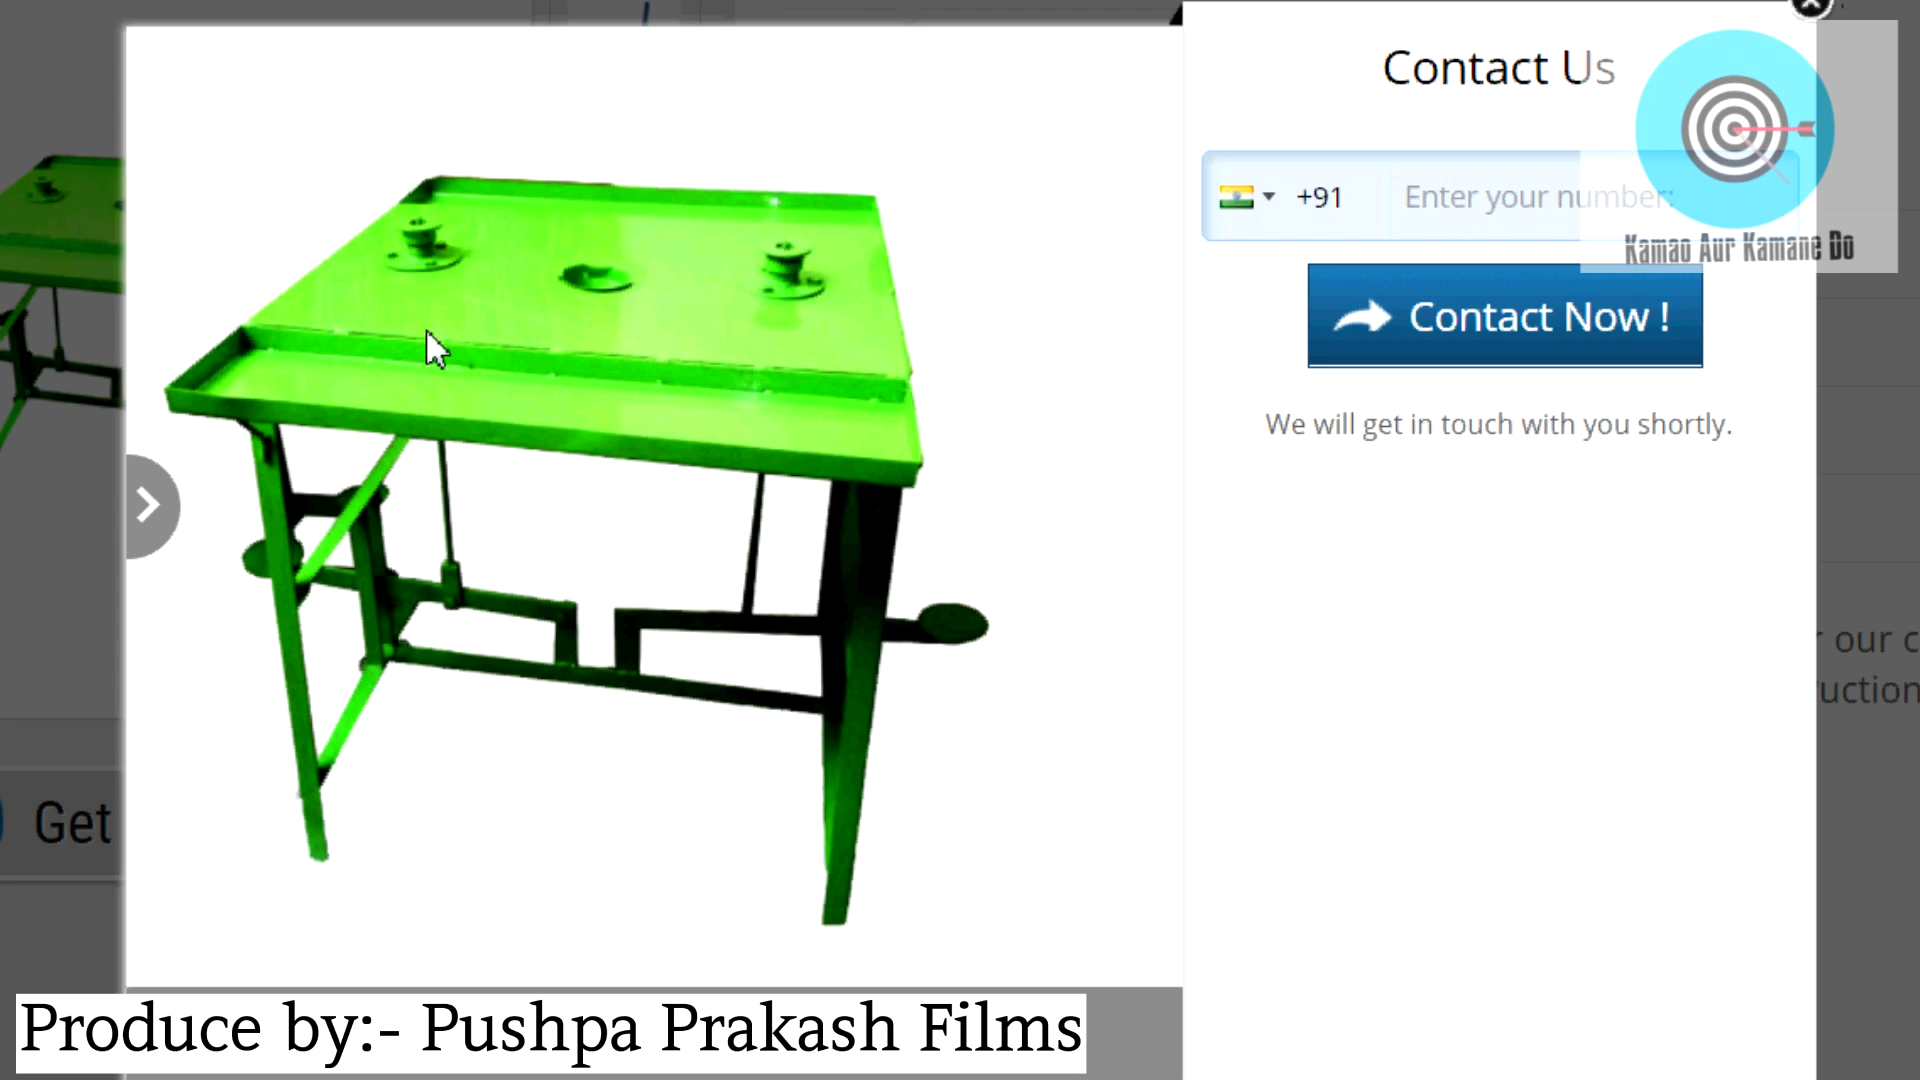 Contact Us
+91 Enter your number:
Kamao Aur Kamane Do
Contact Now !
We will get in touch with you shortly.
our c
uction
Get
Produce by:- Pushpa Prakash Films